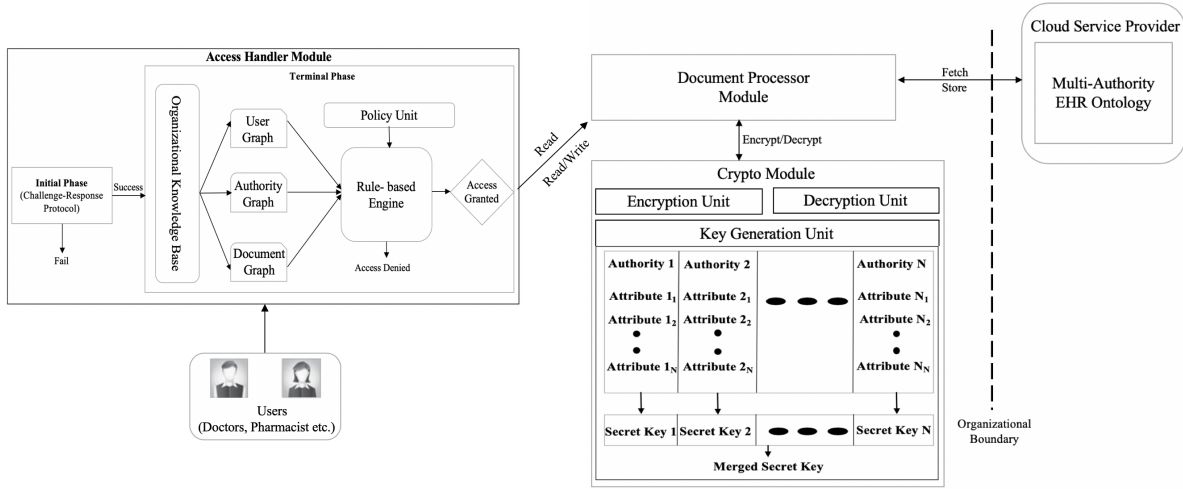 Access Handler Module
Terminal Phase
Initial Phase
(Challenge-Response
Protocol)
Success
Fail
Organizational Knowledge Base
User
Graph
Authority
Graph
Document
Graph
Policy Unit
Rule- based
Engine
Access Denied
Access
Granted
Read
Read/Write
Users
(Doctors, Pharmacist etc.)
Document Processor
Module
Encrypt/Decrypt
Crypto Module
Encryption Unit
Decryption Unit
Key Generation Unit
Authority 1 Authority 2 Authority N
Attribute 1₁ Attribute 2₁ Attribute N₁
Attribute 1₂ Attribute 2₂ Attribute N₂
Attribute 1ₙ Attribute 2ₙ Attribute Nₙ
Secret Key 1 Secret Key 2 Secret Key N
Merged Secret Key
Fetch
Store
Organizational
Boundary
Cloud Service Provider
Multi-Authority
EHR Ontology